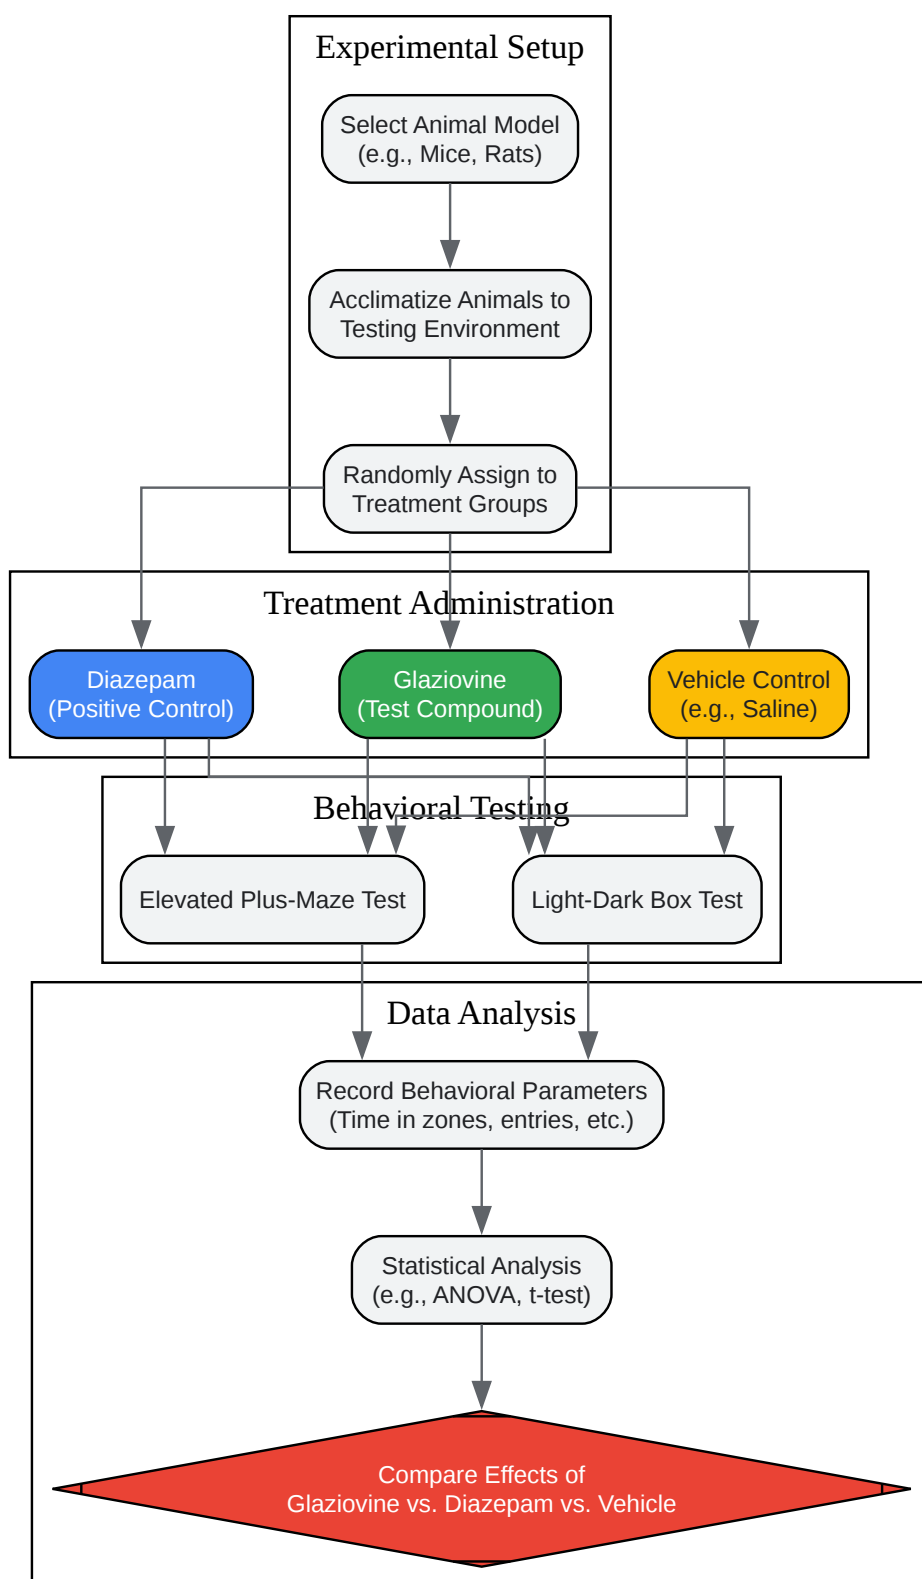 Experimental Setup
Select Animal Model
(e.g., Mice, Rats)
Acclimatize Animals to
Testing Environment
Randomly Assign to
Treatment Groups
Treatment Administration
Diazepam
(Positive Control)
Glaziovine
(Test Compound)
Vehicle Control
(e.g., Saline)
Behavioral Testing
Elevated Plus-Maze Test
Light-Dark Box Test
Data Analysis
Record Behavioral Parameters
(Time in zones, entries, etc.)
Statistical Analysis
(e.g., ANOVA, t-test)
Compare Effects of
Glaziovine vs. Diazepam vs. Vehicle